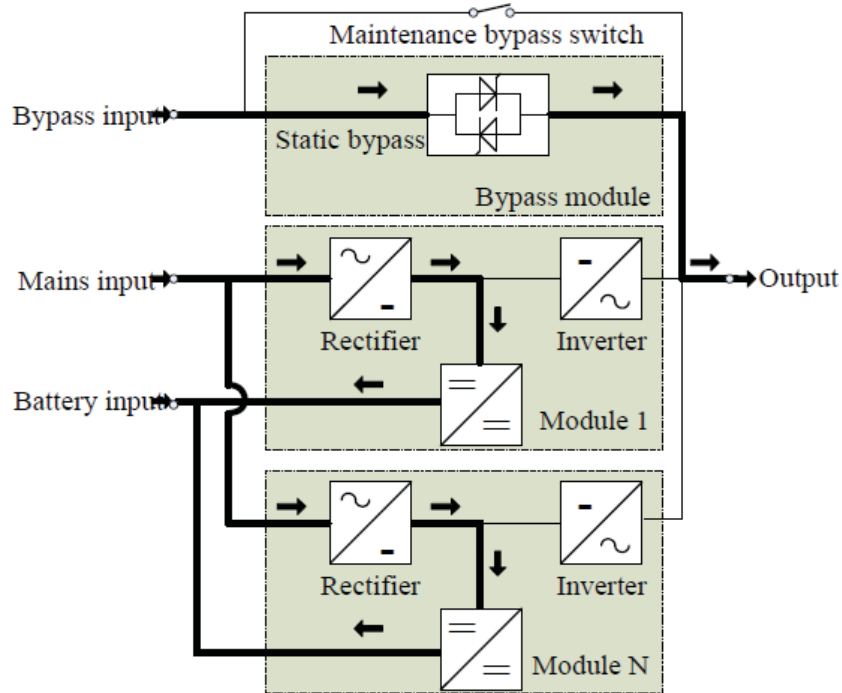 Maintenance bypass switch
Bypass input
Static bypass
Bypass module
Mains input
Output
Rectifier
Inverter
Battery input
Module 1
Rectifier
Inverter
Module N